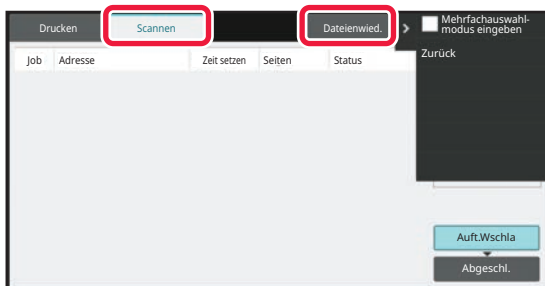 Drucken
Scannen
Dateienwied.
Mehrfachauswahl-
modus eingeben
Zurück
Job
Adresse
Zeit setzen
Seiten
Status
Auft.Wschla
Abgeschl.